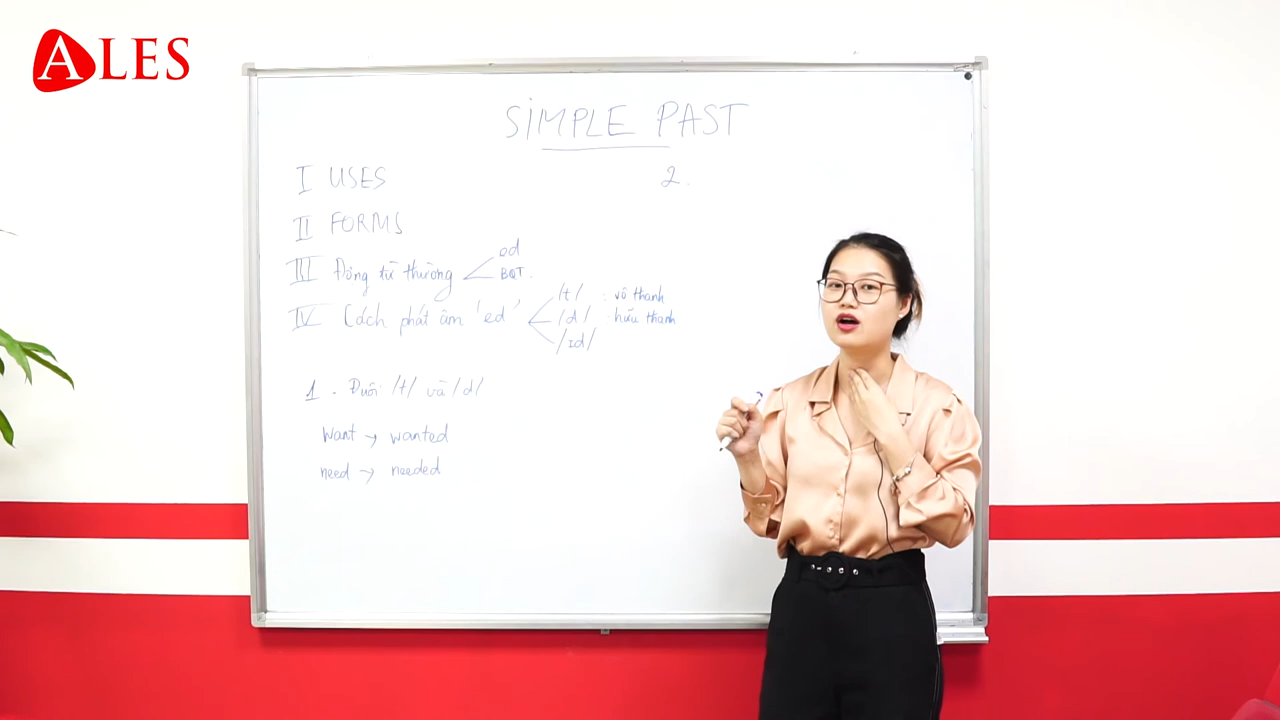 ALES
SiMPLE PAST
I USES
II FORMS
III Động từ thường
ed
BQT.
IV Cách phát âm 'ed'
/t/ : vô thanh
/d/ : hữu thanh
/ɪd/
1. Đuôi /t/ và /d/
want → wanted
need → needed
2.